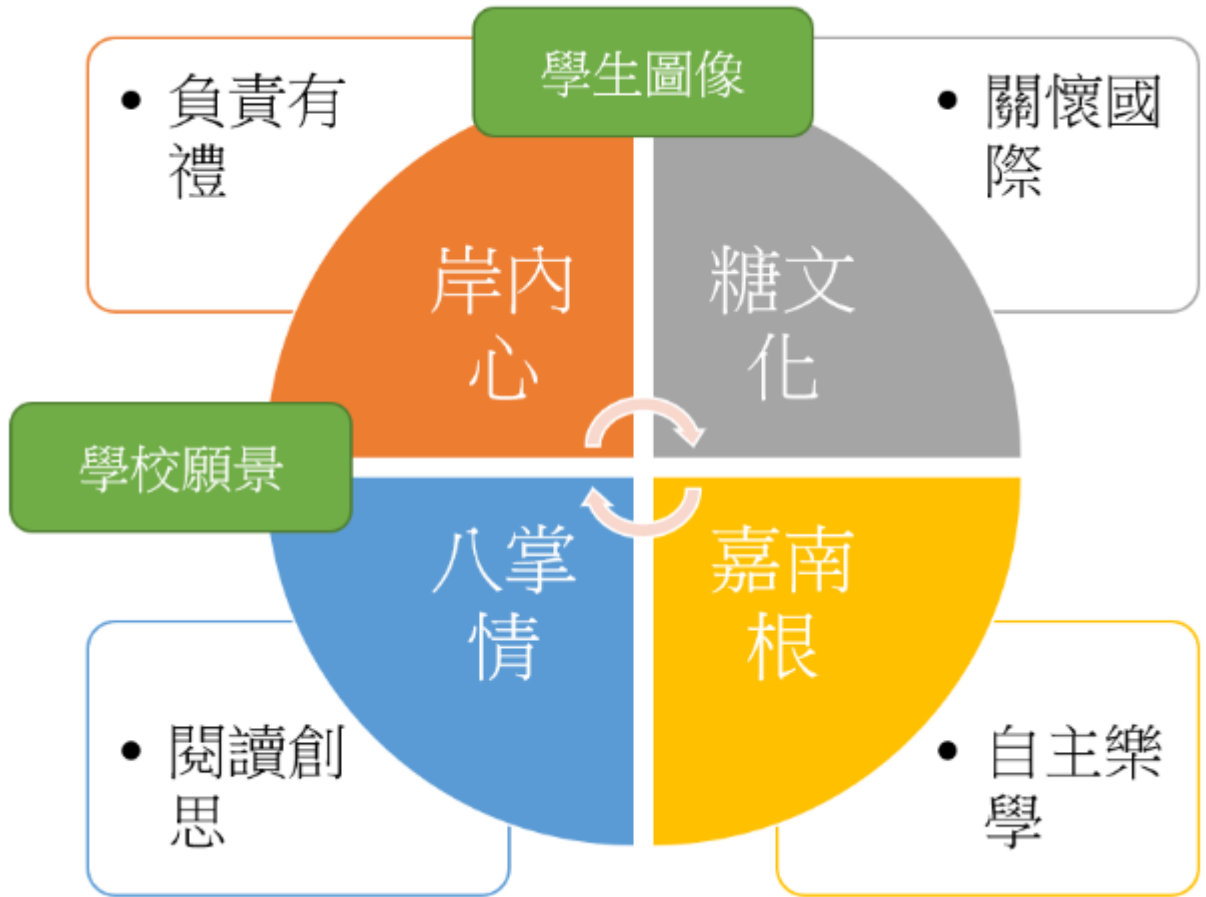 學生圖像
負責有
禮
關懷國
際
岸內
心
糖文
化
學校願景
八掌
情
嘉南
根
閱讀創
思
自主樂
學